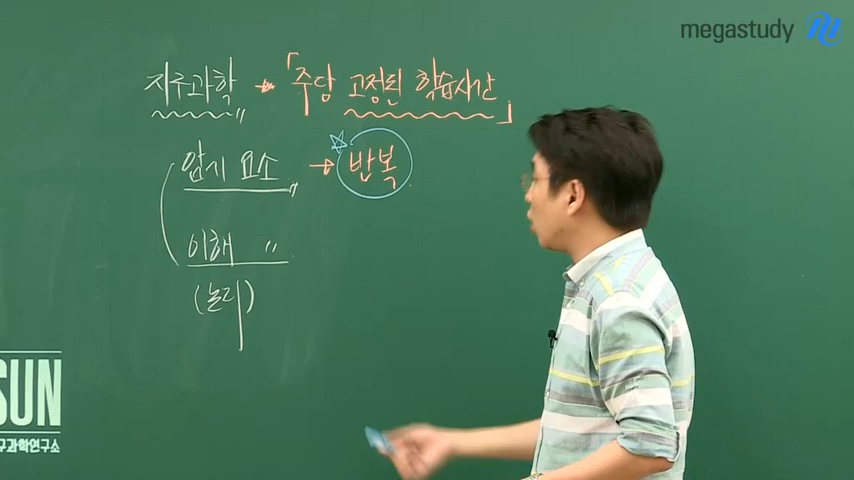 megastudy
지구과학 → 「주당 고정된 학습시간」
암기 요소 → 반복
이해 〃
(논리)
SUN
구과학연구소